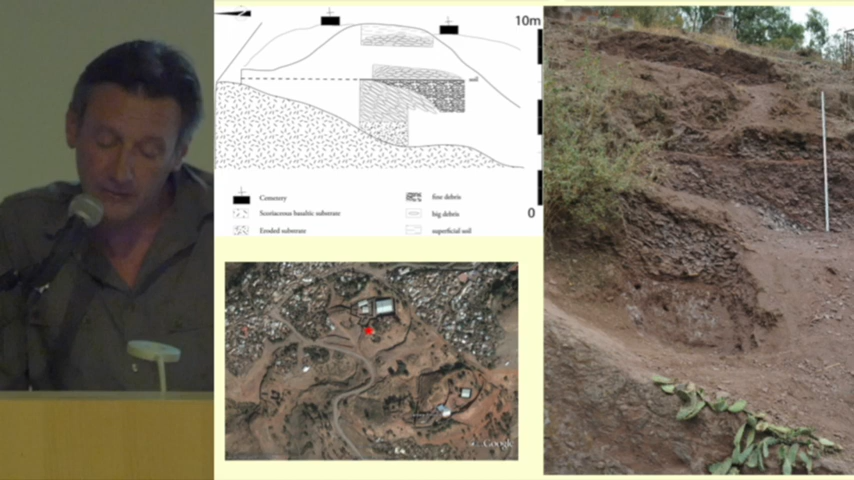 10m
soil
0
Cemetery
Scoriaceous basaltic substrate
Eroded substrate
fine debris
big debris
superficial soil
Google